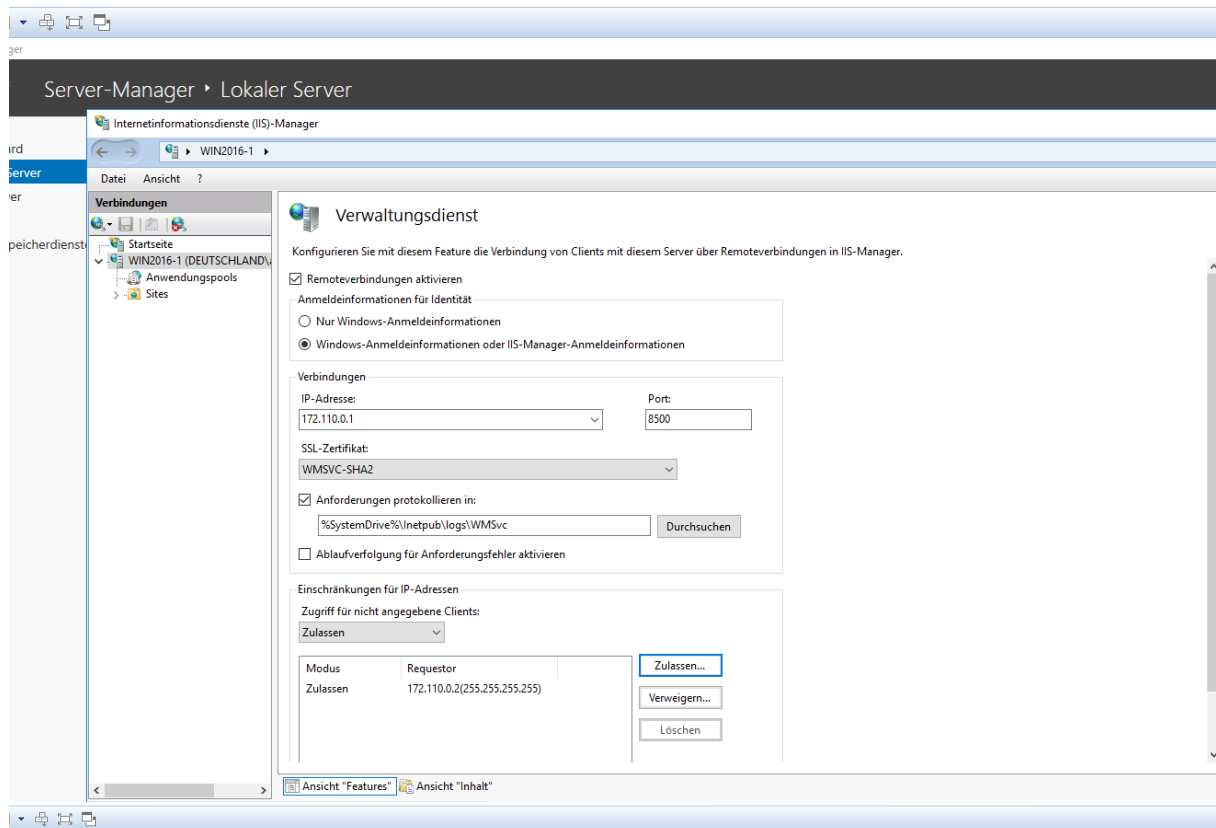 ger
Server-Manager ‣ Lokaler Server
Internetinformationsdienste (IIS)-Manager
WIN2016-1
Datei Ansicht ?
Server
Verbindungen
Startseite
WIN2016-1 (DEUTSCHLAND\
Anwendungspools
Sites
peicherdienst
Verwaltungsdienst
Konfigurieren Sie mit diesem Feature die Verbindung von Clients mit diesem Server über Remoteverbindungen in IIS-Manager.
Remoteverbindungen aktivieren
Anmeldeinformationen für Identität
Nur Windows-Anmeldeinformationen
Windows-Anmeldeinformationen oder IIS-Manager-Anmeldeinformationen
Verbindungen
IP-Adresse: Port:
172.110.0.1 8500
SSL-Zertifikat:
WMSVC-SHA2
Anforderungen protokollieren in:
%SystemDrive%\Inetpub\logs\WMSvc Durchsuchen
Ablaufverfolgung für Anforderungsfehler aktivieren
Einschränkungen für IP-Adressen
Zugriff für nicht angegebene Clients:
Zulassen
Modus Requestor Zulassen...
Zulassen 172.110.0.2(255.255.255.255)
Verweigern...
Löschen
Ansicht "Features" Ansicht "Inhalt"